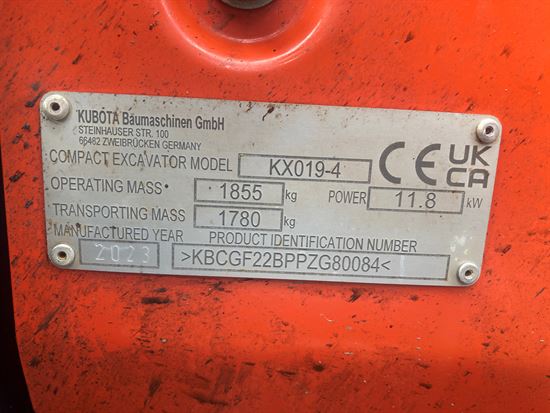 KUBOTA Baumaschinen GmbH
STEINHAUSER STR. 100
66482 ZWEIBRÜCKEN GERMANY
COMPACT EXCAVATOR MODEL KX019-4
CE UK CA
OPERATING MASS 1855 kg POWER 11.8 kW
TRANSPORTING MASS 1780 kg
MANUFACTURED YEAR PRODUCT IDENTIFICATION NUMBER
2023 >KBCGF22BPPZG80084<